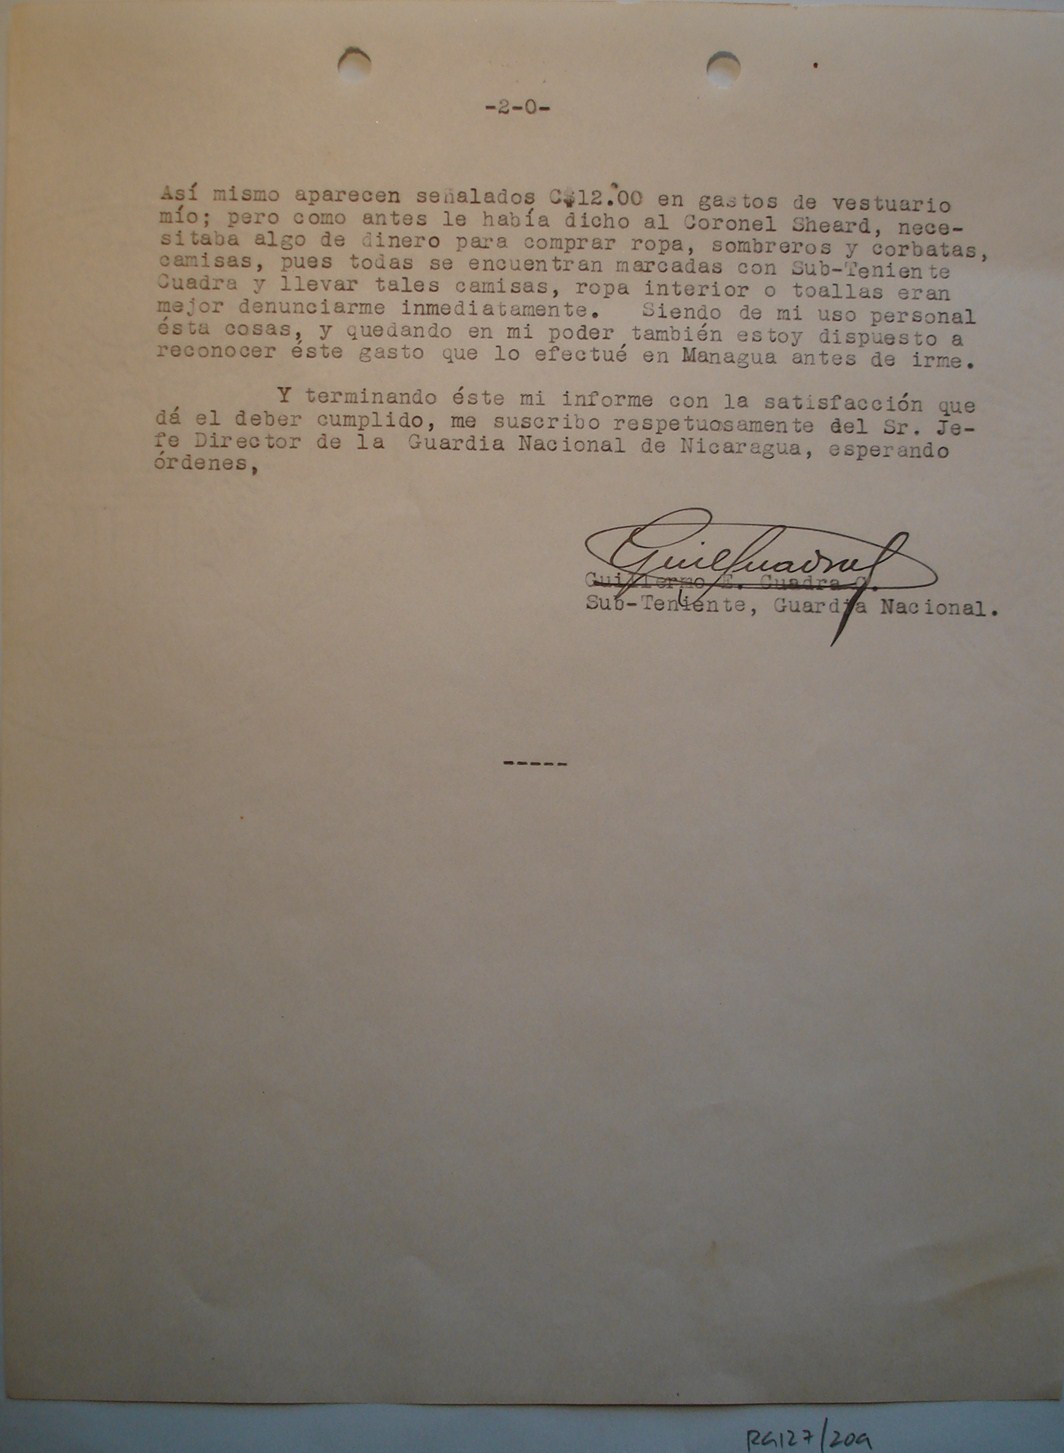 -2-0-
Así mismo aparecen señalados C$12.00 en gastos de vestuario
mío; pero como antes le había dicho al Coronel Sheard, nece-
sitaba algo de dinero para comprar ropa, sombreros y corbatas,
camisas, pues todas se encuentran marcadas con Sub-Teniente
Cuadra y llevar tales camisas, ropa interior o toallas eran
mejor denunciarme inmediatamente. Siendo de mi uso personal
ésta cosas, y quedando en mi poder, también estoy dispuesto a
reconocer éste gasto que lo efectué en Managua antes de irme.
Y terminando éste mi informe con la satisfacción que
dá el deber cumplido, me suscribo respetuosamente del Sr. Je-
fe Director de la Guardia Nacional de Nicaragua, esperando
órdenes,
Guillermo E. Cuadra
Sub-Teniente, Guardia Nacional.
-----
RG127/209